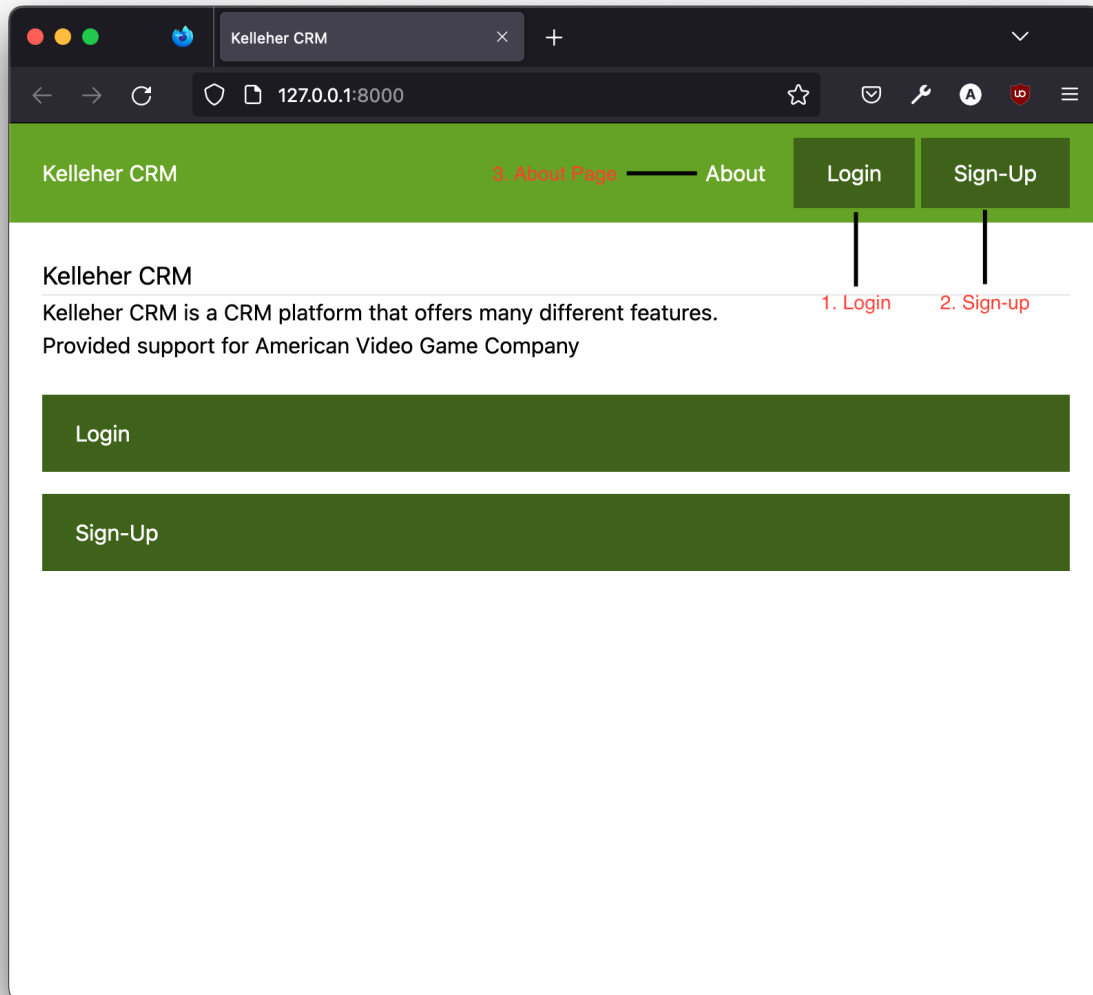 Kelleher CRM
127.0.0.1:8000
Kelleher CRM 3. About Page About Login Sign-Up
Kelleher CRM
1. Login 2. Sign-up
Kelleher CRM is a CRM platform that offers many different features.
Provided support for American Video Game Company
Login
Sign-Up